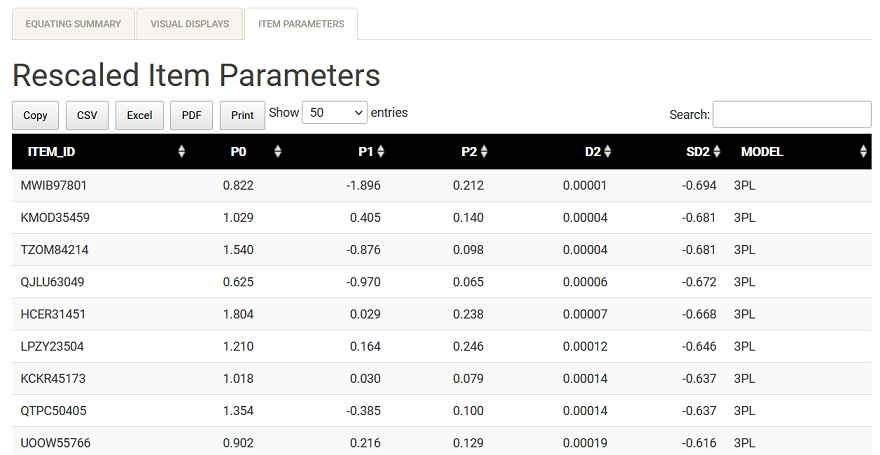 EQUATING SUMMARY VISUAL DISPLAYS ITEM PARAMETERS
Rescaled Item Parameters
Copy CSV Excel PDF Print Show 50 entries Search:
ITEM_ID P0 P1 P2 D2 SD2 MODEL
MWIB97801 0.822 -1.896 0.212 0.00001 -0.694 3PL
KMOD35459 1.029 0.405 0.140 0.00004 -0.681 3PL
TZOM84214 1.540 -0.876 0.098 0.00004 -0.681 3PL
QJLU63049 0.625 -0.970 0.065 0.00006 -0.672 3PL
HCER31451 1.804 0.029 0.238 0.00007 -0.668 3PL
LPZY23504 1.210 0.164 0.246 0.00012 -0.646 3PL
KCKR45173 1.018 0.030 0.079 0.00014 -0.637 3PL
QTPC50405 1.354 -0.385 0.100 0.00014 -0.637 3PL
UOOW55766 0.902 0.216 0.129 0.00019 -0.616 3PL